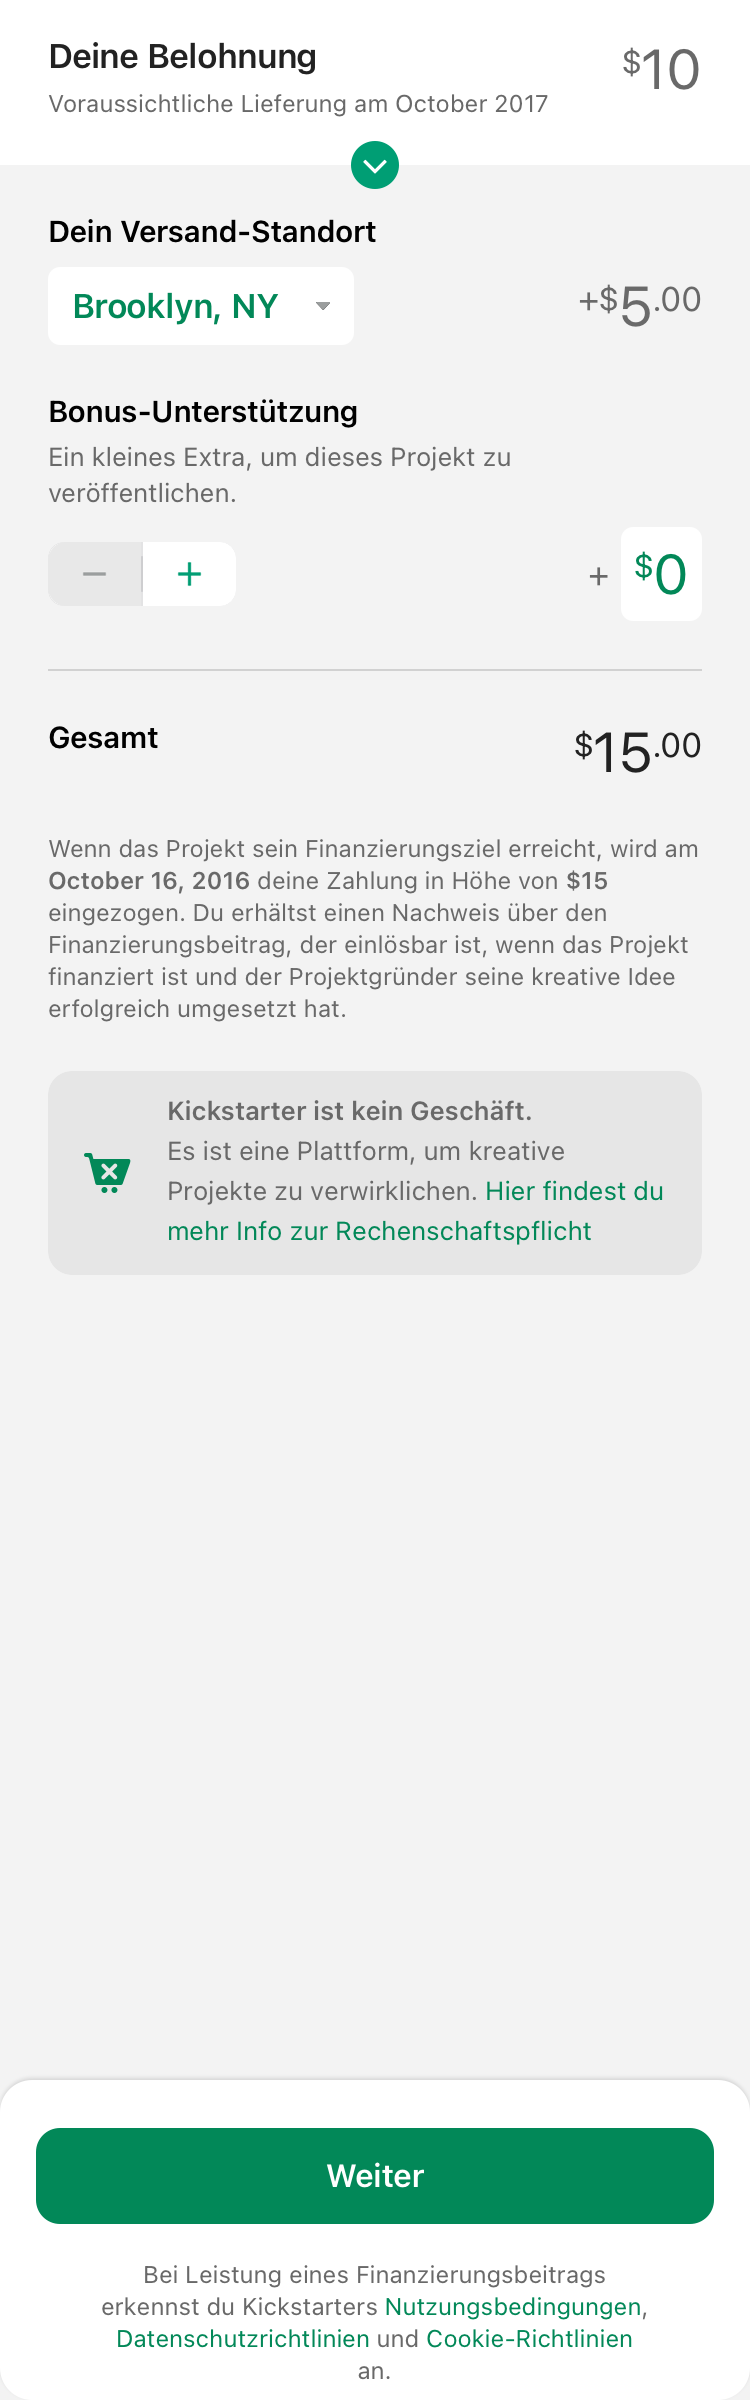 Deine Belohnung
$10
Voraussichtliche Lieferung am October 2017
Dein Versand-Standort
Brooklyn, NY
+$5.00
Bonus-Unterstützung
Ein kleines Extra, um dieses Projekt zu
veröffentlichen.
− +
+ $0
Gesamt
$15.00
Wenn das Projekt sein Finanzierungsziel erreicht, wird am
October 16, 2016 deine Zahlung in Höhe von $15
eingezogen. Du erhältst einen Nachweis über den
Finanzierungsbeitrag, der einlösbar ist, wenn das Projekt
finanziert ist und der Projektgründer seine kreative Idee
erfolgreich umgesetzt hat.
Kickstarter ist kein Geschäft.
Es ist eine Plattform, um kreative
Projekte zu verwirklichen. Hier findest du
mehr Info zur Rechenschaftspflicht
Weiter
Bei Leistung eines Finanzierungsbeitrags
erkennst du Kickstarters Nutzungsbedingungen,
Datenschutzrichtlinien und Cookie-Richtlinien
an.